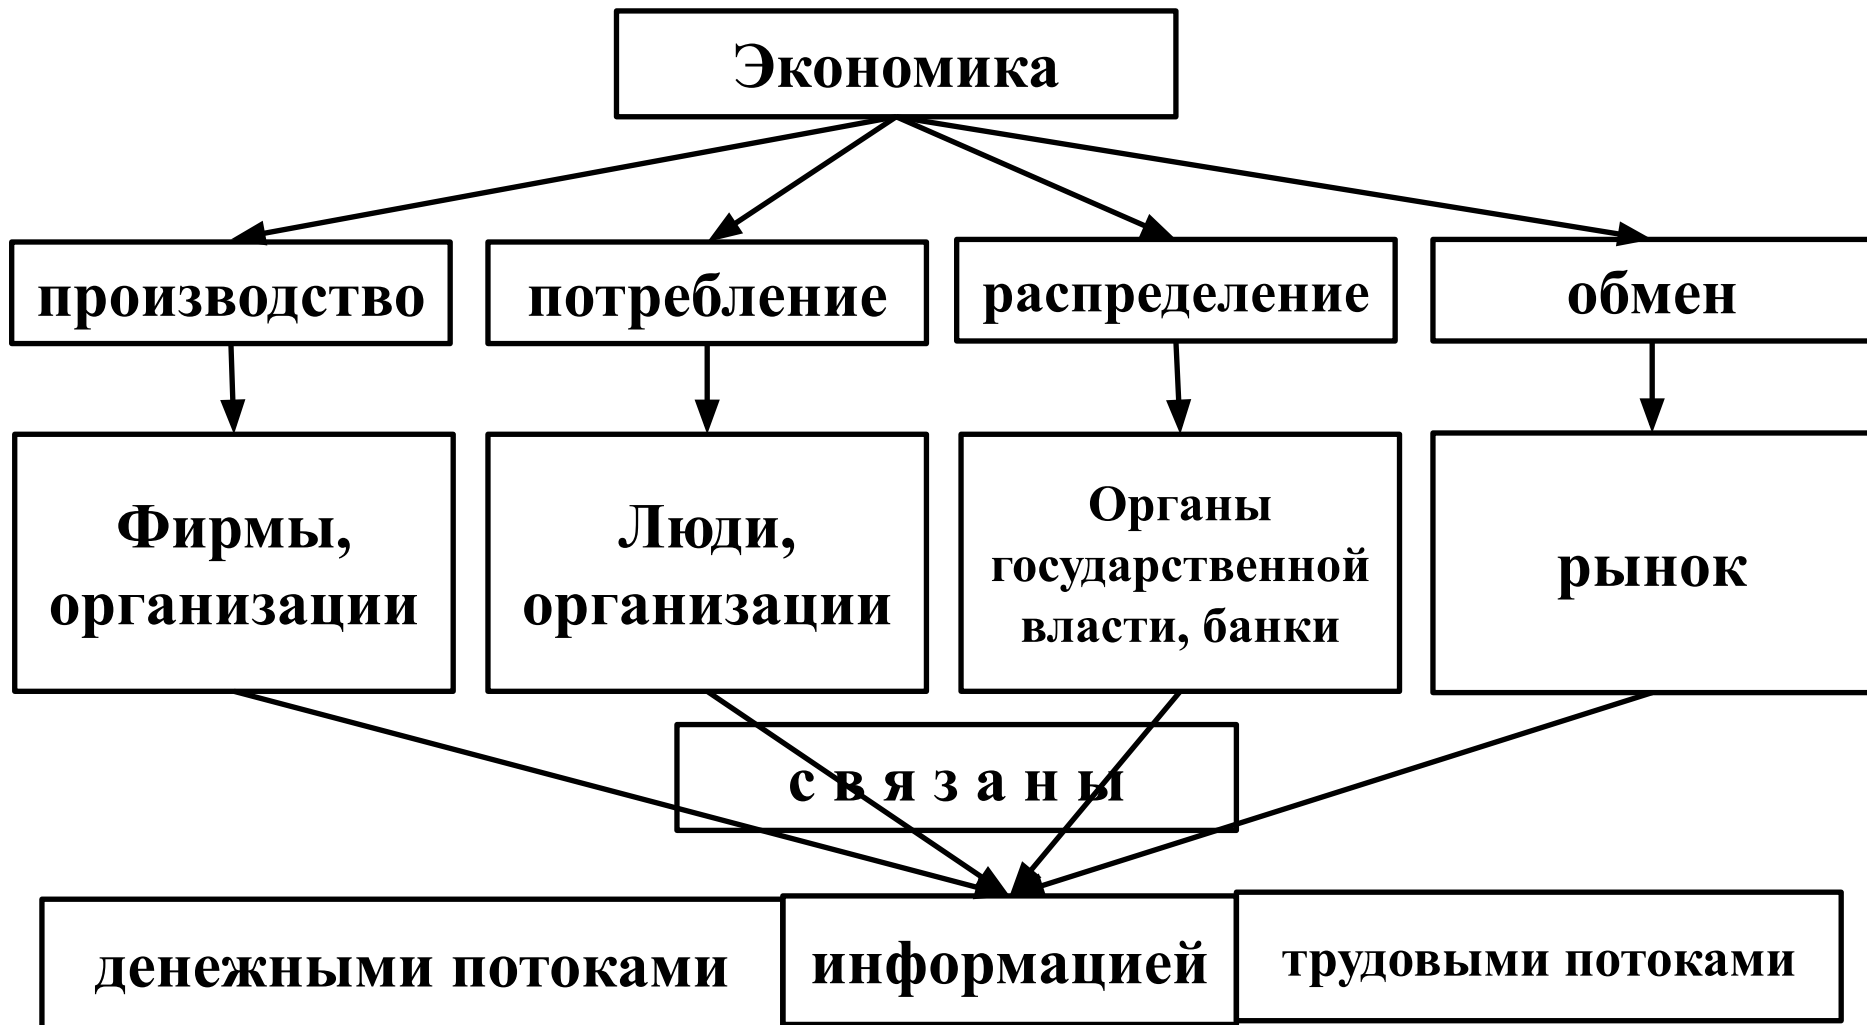 Экономика
производство
потребление
распределение
обмен
Фирмы,
организации
Люди,
организации
Органы
государственной
власти, банки
рынок
с в я з а н ы
денежными потоками
информацией
трудовыми потоками